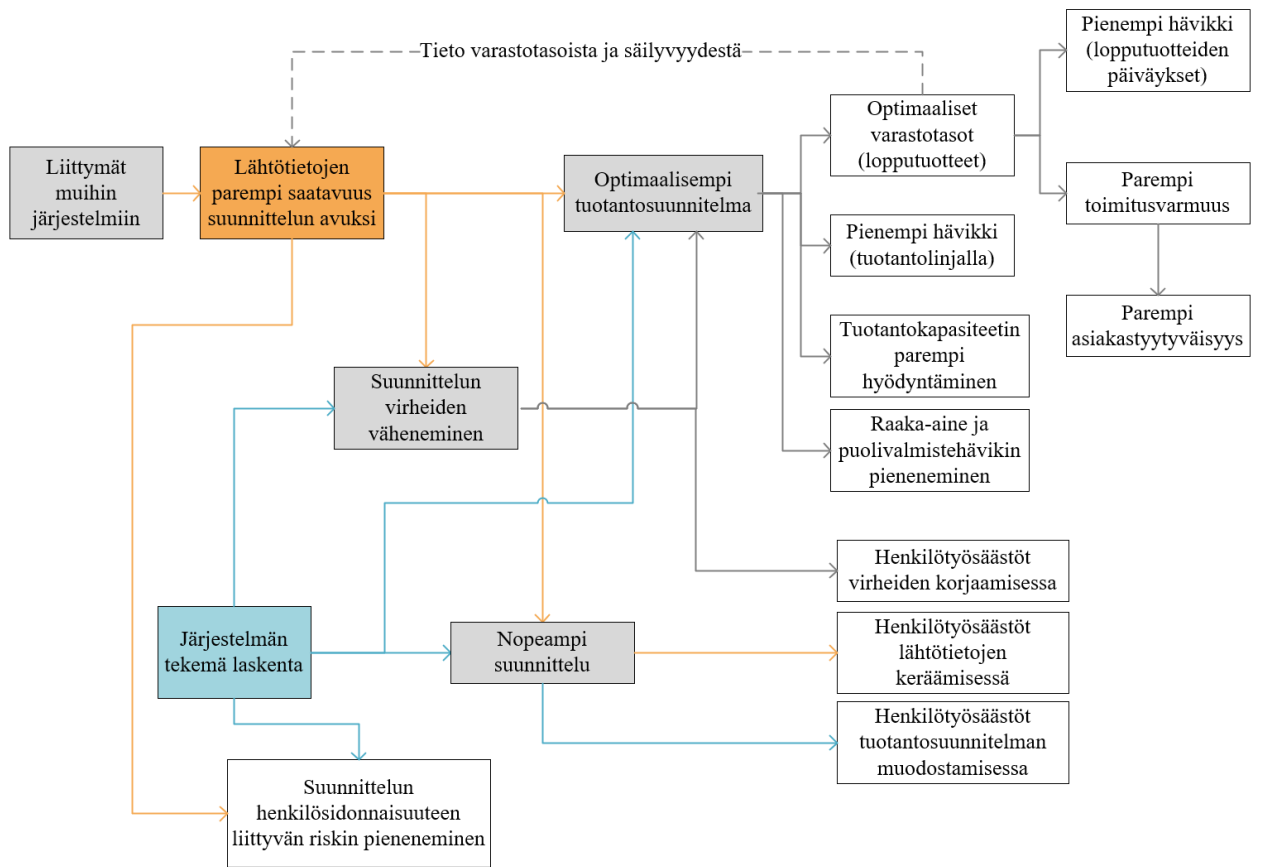 Pienempi hävikki
(lopputuotteiden
päiväykset)
Tieto varastotasoista ja säilyvyydestä
Optimaaliset
varastotasot
(lopputuotteet)
Liittymät
muihin
järjestelmiin
Lähtötietojen
parempi saatavuus
suunnittelun avuksi
Optimaalisempi
tuotantosuunnitelma
Parempi
toimitusvarmuus
Pienempi hävikki
(tuotantolinjalla)
Parempi
asiakastyytyväisyys
Tuotantokapasiteetin
parempi
hyödyntäminen
Suunnittelun
virheiden
väheneminen
Raaka-aine ja
puolivalmistehävikin
pieneneminen
Henkilötyösäästöt
virheiden korjaamisessa
Järjestelmän
tekemä laskenta
Nopeampi
suunnittelu
Henkilötyösäästöt
lähtötietojen
keräämisessä
Henkilötyösäästöt
tuotantosuunnitelman
muodostamisessa
Suunnittelun
henkilösidonnaisuuteen
liittyvän riskin pieneneminen